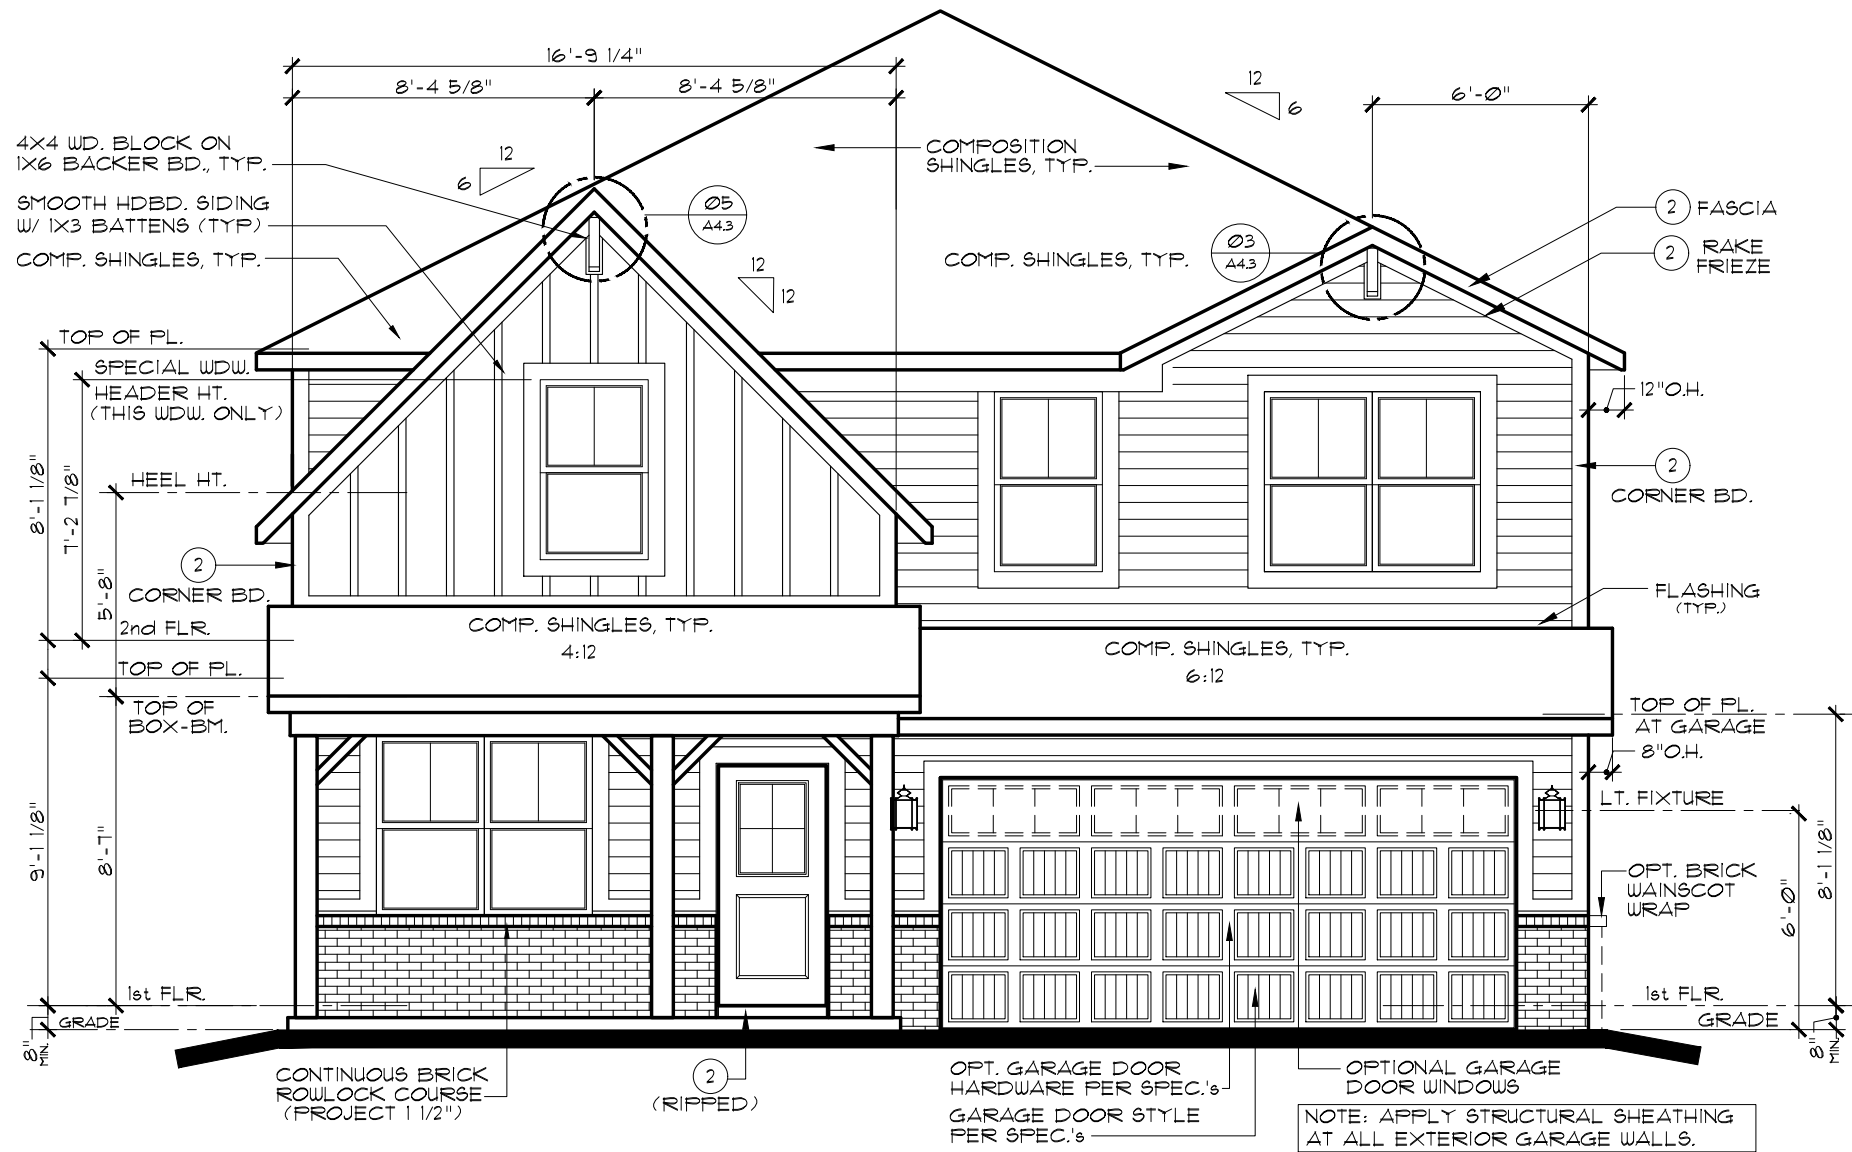 16'-9 1/4"
8'-4 5/8"
8'-4 5/8"
12
6
6'-Ø"
4X4 WD. BLOCK ON
1X6 BACKER BD., TYP.
12
6
COMPOSITION
SHINGLES, TYP.
SMOOTH HDBD. SIDING
W/ 1X3 BATTENS (TYP)
COMP. SHINGLES, TYP.
Ø5
A4.3
12
12
COMP. SHINGLES, TYP.
Ø3
A4.3
2
FASCIA
2
RAKE
FRIEZE
TOP OF PL.
SPECIAL WDW.
HEADER HT.
(THIS WDW. ONLY)
12"O.H.
HEEL HT.
8'-1 1/8"
7'-2 7/8"
5'-8"
2
CORNER BD.
2
CORNER BD.
2nd FLR.
FLASHING
(TYP.)
COMP. SHINGLES, TYP.
4:12
COMP. SHINGLES, TYP.
6:12
TOP OF PL.
TOP OF
BOX-BM.
TOP OF PL.
AT GARAGE
8"O.H.
LT. FIXTURE
9'-1 1/8"
8'-7"
OPT. BRICK
WAINSCOT
WRAP
6'-Ø"
8'-1 1/8"
1st FLR.
GRADE
8"
MIN.
1st FLR.
GRADE
8"
MIN.
CONTINUOUS BRICK
ROWLOCK COURSE
(PROJECT 1 1/2")
2
(RIPPED)
OPT. GARAGE DOOR
HARDWARE PER SPEC.'s
GARAGE DOOR STYLE
PER SPEC.'s
OPTIONAL GARAGE
DOOR WINDOWS
NOTE: APPLY STRUCTURAL SHEATHING
AT ALL EXTERIOR GARAGE WALLS.